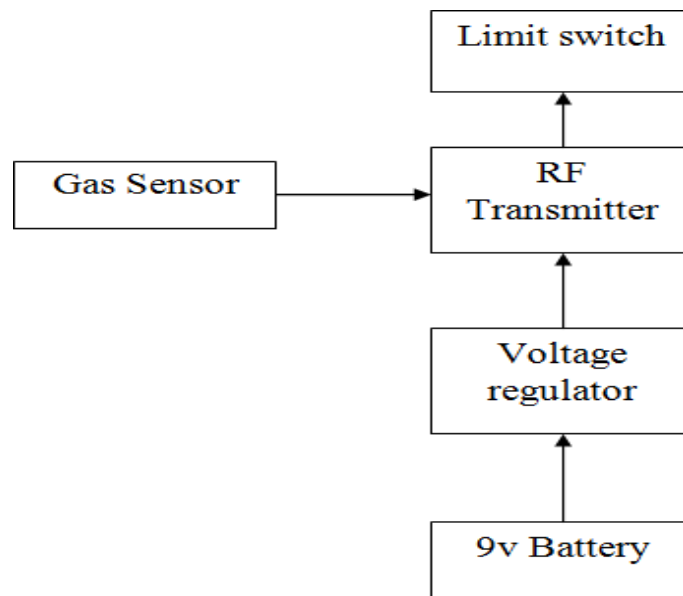 Limit switch
Gas Sensor
RF
Transmitter
Voltage
regulator
9v Battery